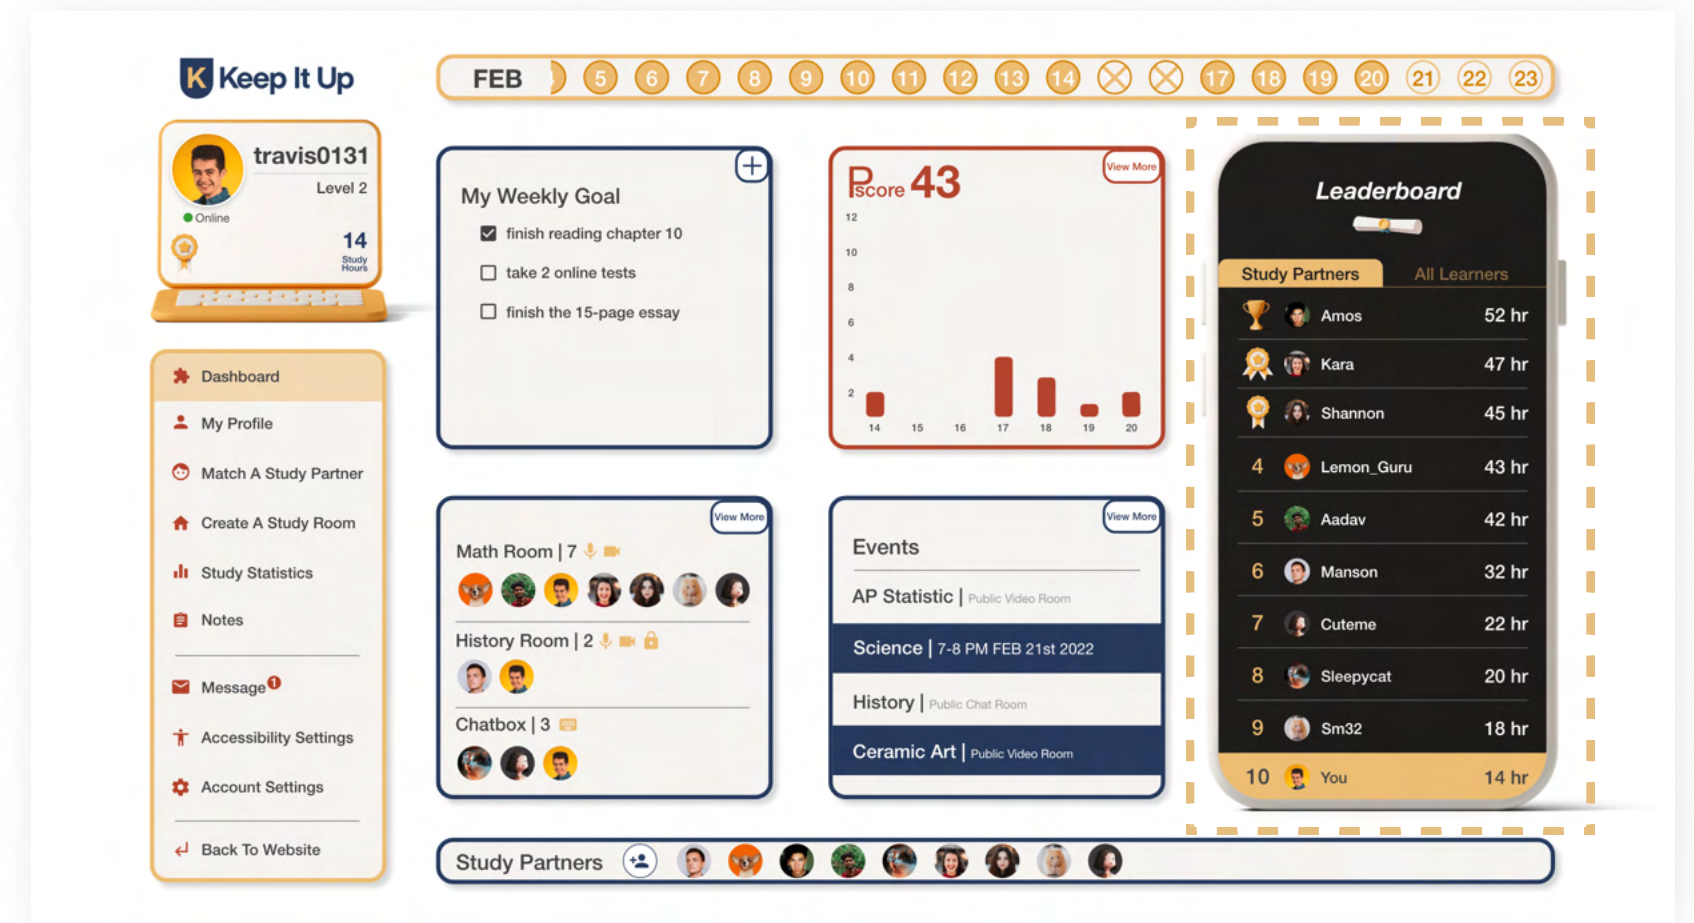 K Keep It Up
FEB 5 6 7 8 9 10 11 12 13 14 17 18 19 20 21 22 23
travis0131
Level 2
Online
14
Study
Hours
Dashboard
My Profile
Match A Study Partner
Create A Study Room
Study Statistics
Notes
Message 1
Accessibility Settings
Account Settings
Back To Website
My Weekly Goal
finish reading chapter 10
take 2 online tests
finish the 15-page essay
View More
Pscore 43
12
10
8
6
4
2
14 15 16 17 18 19 20
View More
Math Room | 7
History Room | 2
Chatbox | 3
View More
Events
AP Statistic | Public Video Room
Science | 7-8 PM FEB 21st 2022
History | Public Chat Room
Ceramic Art | Public Video Room
Study Partners
Leaderboard
Study Partners All Learners
Amos 52 hr
Kara 47 hr
Shannon 45 hr
4 Lemon_Guru 43 hr
5 Aadav 42 hr
6 Manson 32 hr
7 Cuteme 22 hr
8 Sleepycat 20 hr
9 Sm32 18 hr
10 You 14 hr